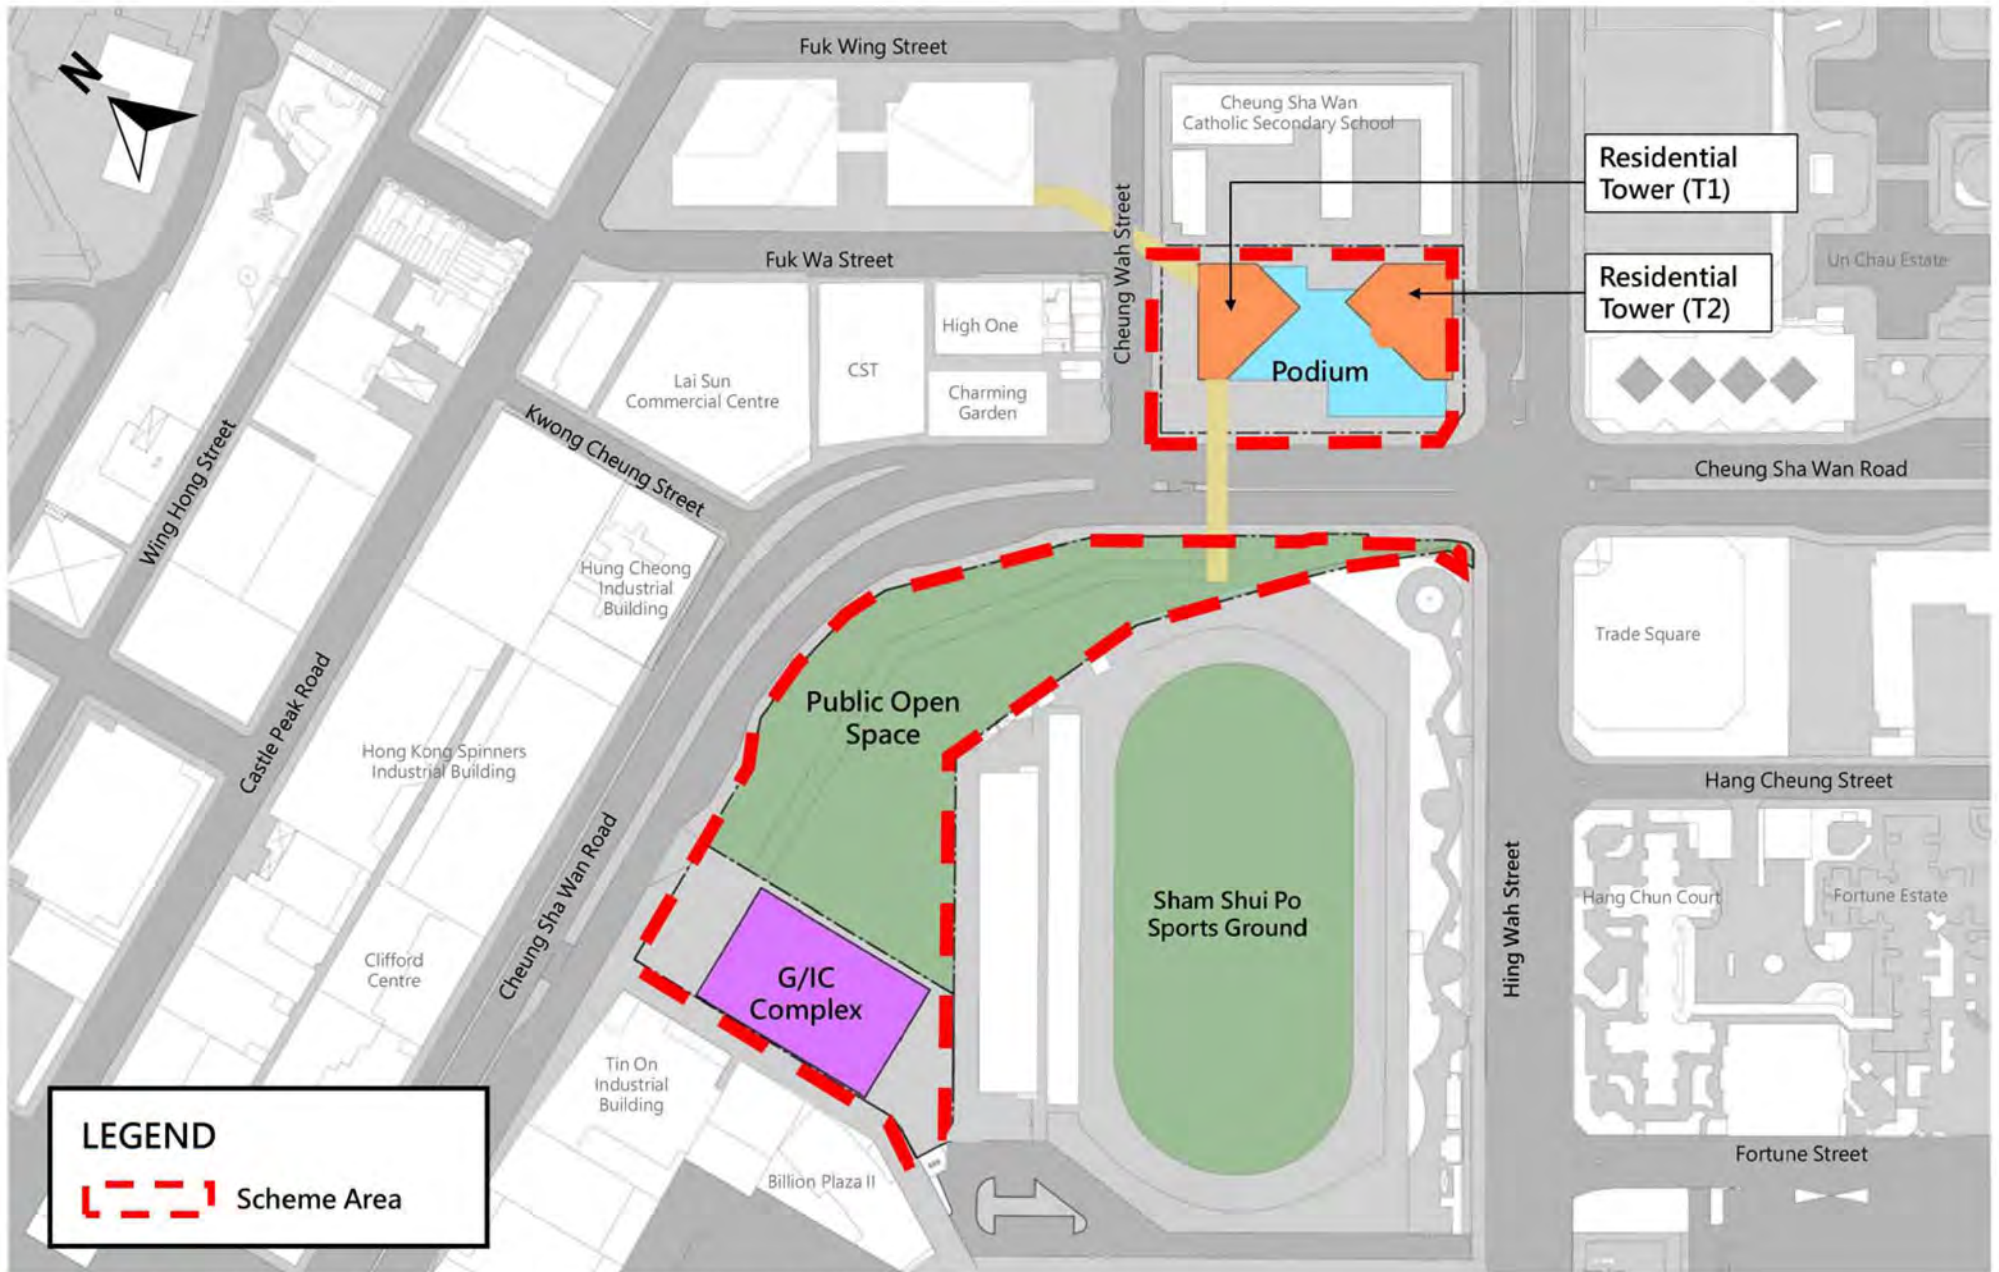 Fuk Wing Street
N
Cheung Sha Wan
Catholic Secondary School
Residential
Tower (T1)
Cheung Wah Street
Fuk Wa Street
Un Chau Estate
Residential
Tower (T2)
High One
CST
Lai Sun
Commercial Centre
Charming
Garden
Podium
Kwong Cheung Street
Cheung Sha Wan Road
Wing Hong Street
Hung Cheong
Industrial
Building
Trade Square
Public Open
Space
Castle Peak Road
Hong Kong Spinners
Industrial Building
Hang Cheung Street
Cheung Sha Wan Road
Hing Wah Street
Sham Shui Po
Sports Ground
Hang Chun Court
Fortune Estate
Clifford
Centre
G/IC
Complex
Tin On
Industrial
Building
Billion Plaza II
Fortune Street
LEGEND
Scheme Area